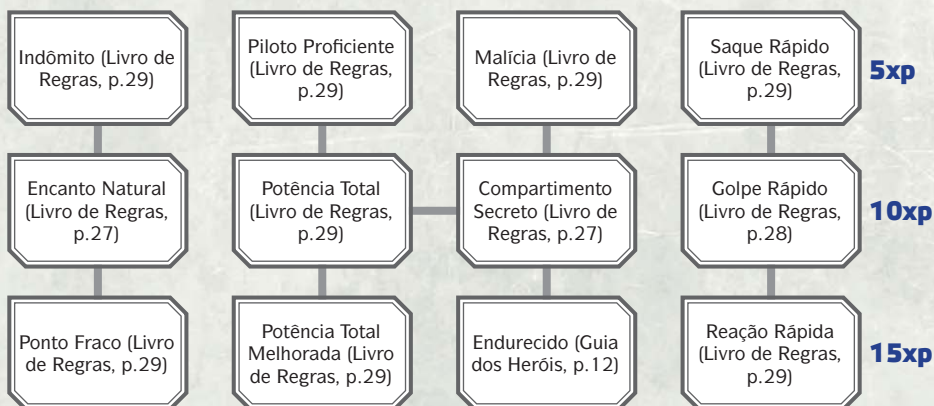 Indômito (Livro de
Regras, p.29)
Piloto Proficiente
(Livro de Regras,
p.29)
Malícia (Livro de
Regras, p.29)
Saque Rápido
(Livro de Regras,
p.29)
5xp
Encanto Natural
(Livro de Regras,
p.27)
Potência Total
(Livro de Regras,
p.29)
Compartimento
Secreto (Livro de
Regras, p.27)
Golpe Rápido
(Livro de Regras,
p.28)
10xp
Ponto Fraco (Livro
de Regras, p.29)
Potência Total
Melhorada (Livro
de Regras, p.29)
Endurecido (Guia
dos Heróis, p.12)
Reação Rápida
(Livro de Regras,
p.29)
15xp